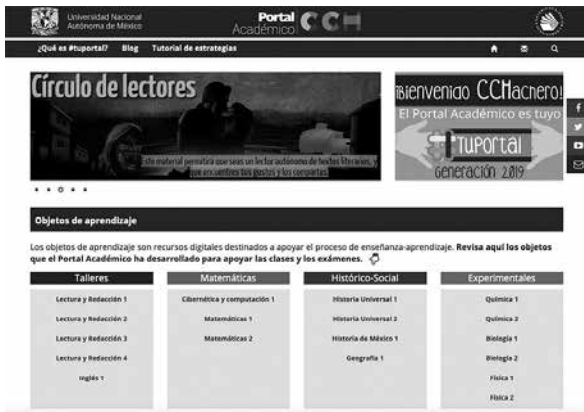 Universidad Nacional
Autónoma de México
Portal
Académico
CCH
¿Qué es #tuportal? Blog Tutorial de estrategias
Círculo de lectores
Este material permitirá que seas un lector autónomo de textos literarios, y
que encuentres tus gustos y los compartas.
Bienvenido CCHachero!
El Portal Académico es tuyo
TUPORTAL
Generación 2019
Objetos de aprendizaje
Los objetos de aprendizaje son recursos digitales destinados a apoyar el proceso de enseñanza-aprendizaje. Revisa aquí los objetos
que el Portal Académico ha desarrollado para apoyar las clases y los exámenes.
Talleres
Lectura y Redacción 1
Lectura y Redacción 2
Lectura y Redacción 3
Lectura y Redacción 4
Inglés 1
Matemáticas
Cibernética y computación 1
Matemáticas 1
Matemáticas 2
Histórico-Social
Historia Universal 1
Historia Universal 2
Historia de México 1
Geografía 1
Experimentales
Química 1
Química 2
Biología 1
Biología 2
Física 1
Física 2